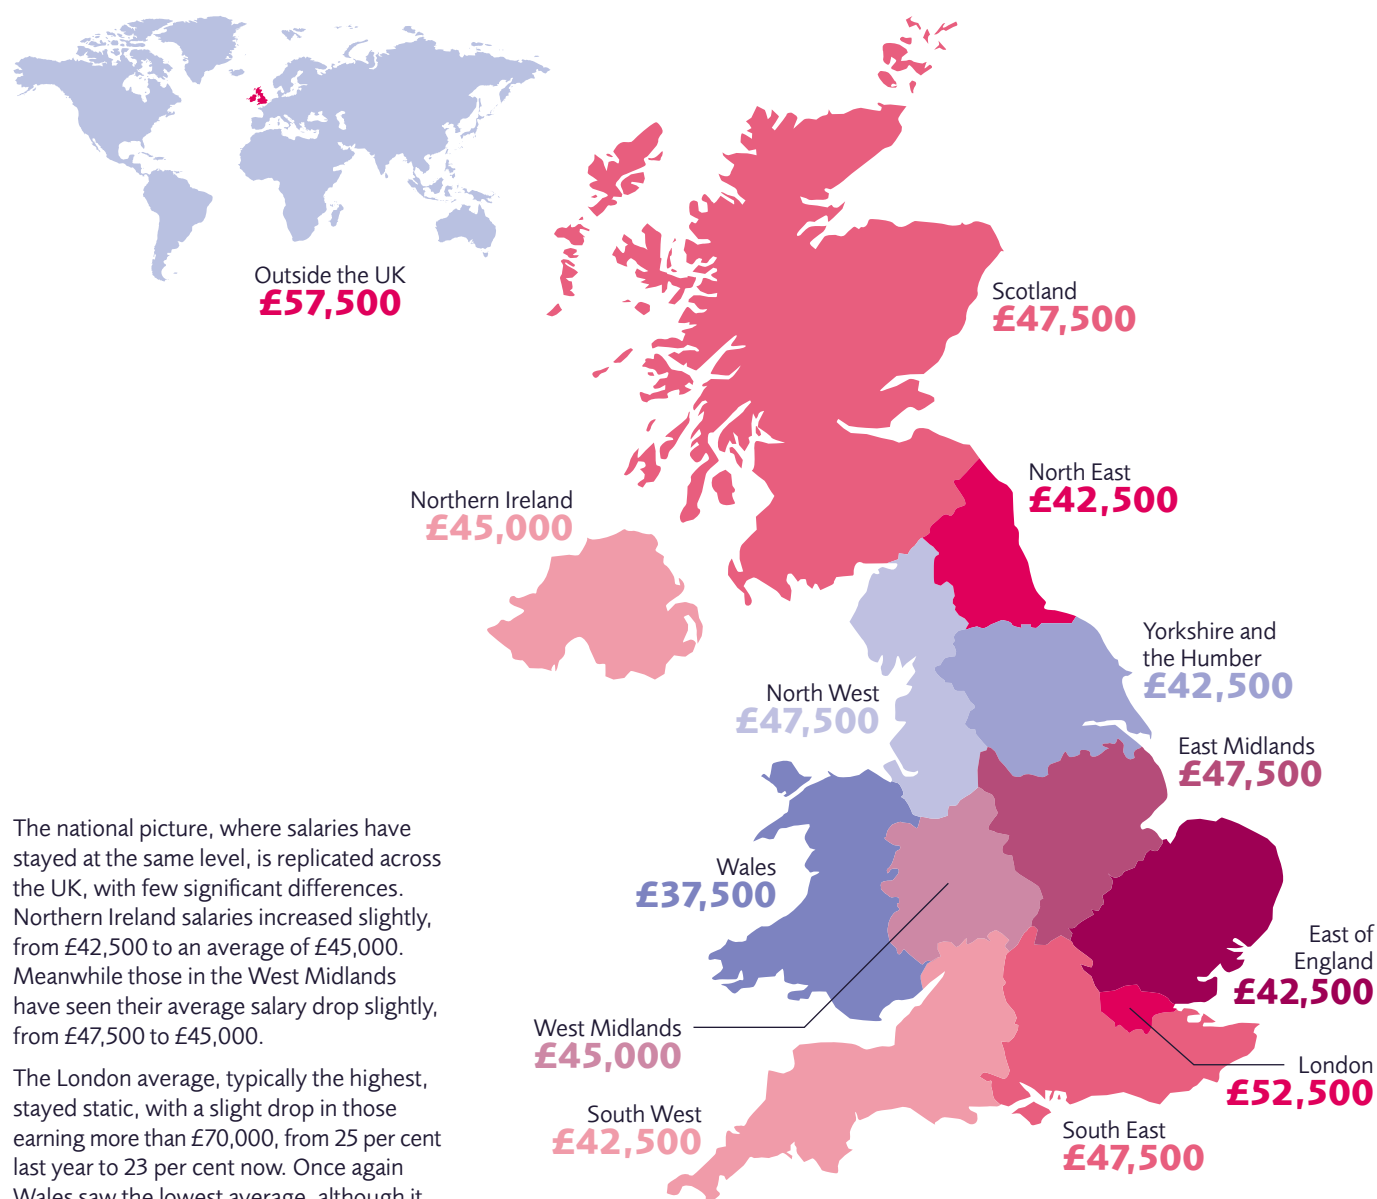 Outside the UK
£57,500
Scotland
£47,500
North East
£42,500
Northern Ireland
£45,000
Yorkshire and
the Humber
£42,500
North West
£47,500
East Midlands
£47,500
Wales
£37,500
East of
England
£42,500
West Midlands
£45,000
London
£52,500
South West
£42,500
South East
£47,500
The national picture, where salaries have
stayed at the same level, is replicated across
the UK, with few significant differences.
Northern Ireland salaries increased slightly,
from £42,500 to an average of £45,000.
Meanwhile those in the West Midlands
have seen their average salary drop slightly,
from £47,500 to £45,000.
The London average, typically the highest,
stayed static, with a slight drop in those
earning more than £70,000, from 25 per cent
last year to 23 per cent now. Once again
Wales saw the lowest average, although it